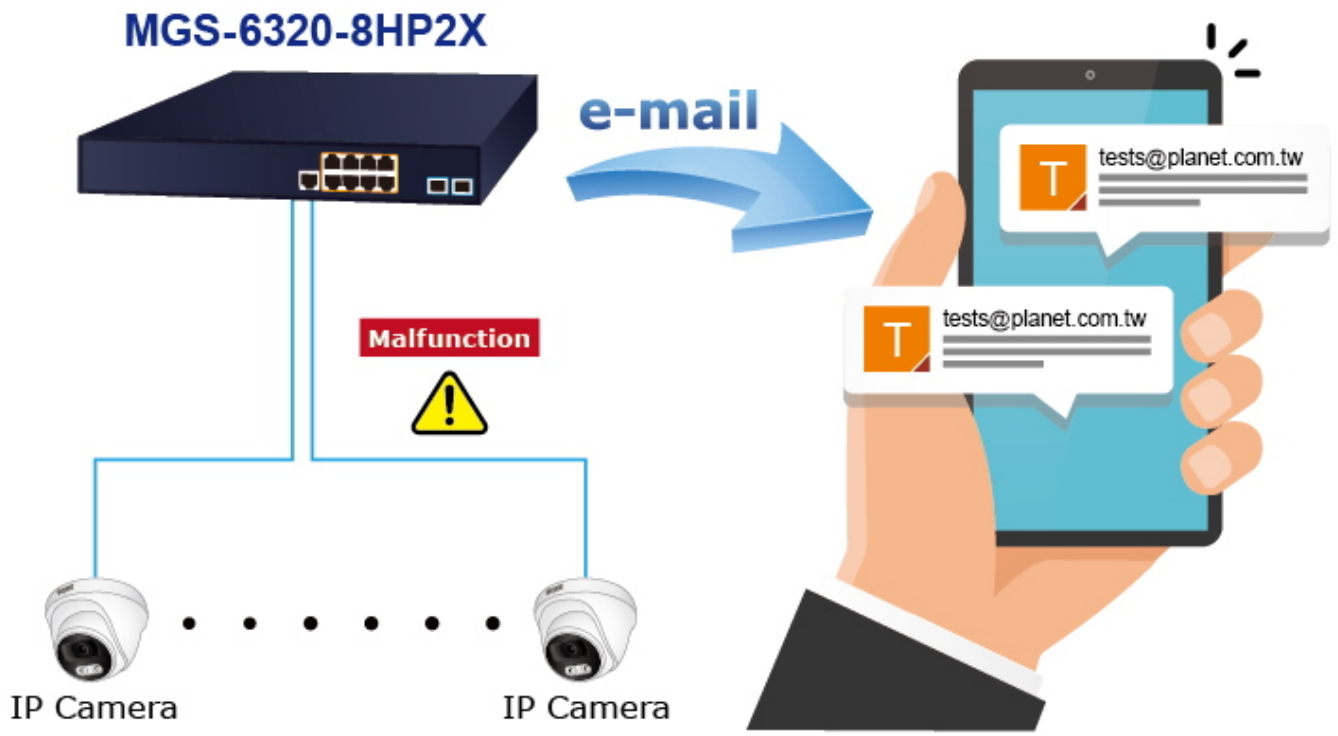 MGS-6320-8HP2X
e-mail
T
tests@planet.com.tw
T
tests@planet.com.tw
Malfunction
!
IP Camera
IP Camera